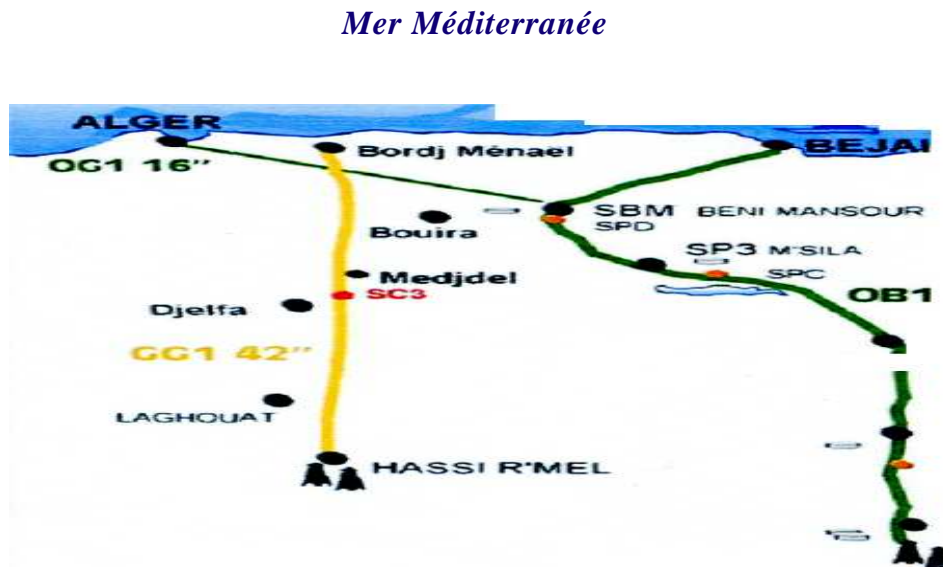 Mer Méditerranée
ALGER
BEJAI
Bordj Ménaël
OG1 16"
SBM BENI MANSOUR
SPD
Bouira
SP3 M'SILA
SPC
Medjdel
SC3
OB1
Djelfa
GG1 42"
LAGHOUAT
HASSI R'MEL